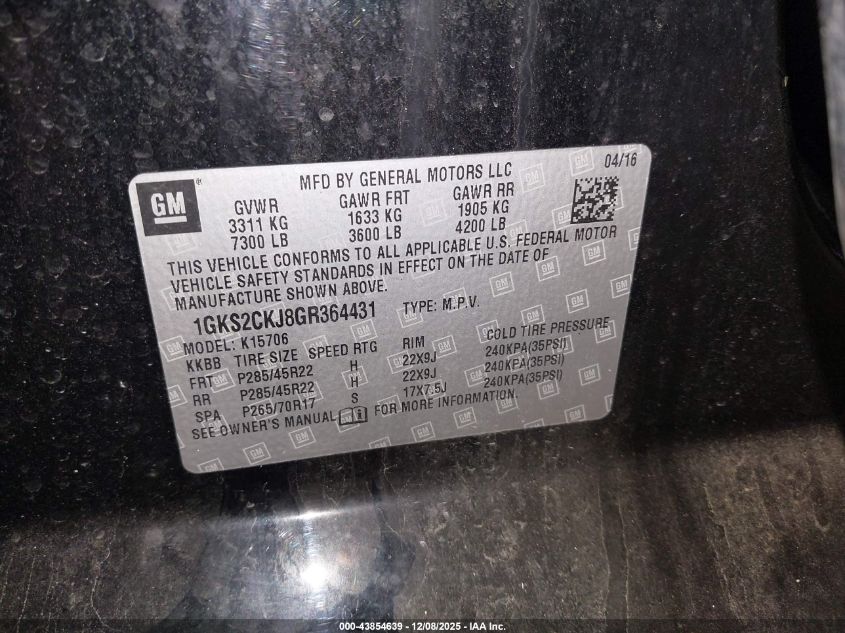 GM
MFD BY GENERAL MOTORS LLC 04/16
GVWR GAWR FRT GAWR RR
3311 KG 1633 KG 1905 KG
7300 LB 3600 LB 4200 LB
THIS VEHICLE CONFORMS TO ALL APPLICABLE U.S. FEDERAL MOTOR
VEHICLE SAFETY STANDARDS IN EFFECT ON THE DATE OF
MANUFACTURE SHOWN ABOVE.
1GKS2CKJ8GR364431 TYPE: M.P.V.
MODEL: K15706
KKBB TIRE SIZE SPEED RTG RIM COLD TIRE PRESSURE
FRT P285/45R22 H 22X9J 240KPA(35PSI)
RR P285/45R22 H 22X9J 240KPA(35PSI)
SPA P265/70R17 S 17X7.5J 240KPA(35PSI)
SEE OWNER'S MANUAL FOR MORE INFORMATION.
000-43854639 - 12/08/2025 - IAA Inc.